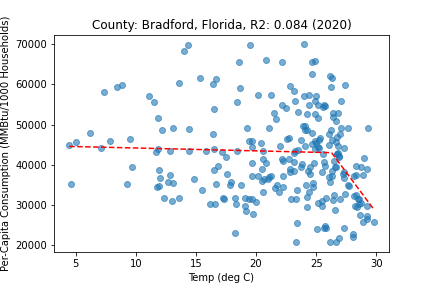 County: Bradford, Florida, R2: 0.084 (2020)
Per-Capita Consumption (MMBtu/1000 Households)
70000
60000
50000
40000
30000
20000
5 10 15 20 25 30
Temp (deg C)